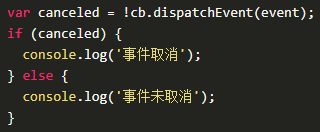 var canceled = !cb.dispatchEvent(event);
if (canceled) {
  console.log('事件取消');
} else {
  console.log('事件未取消');
}